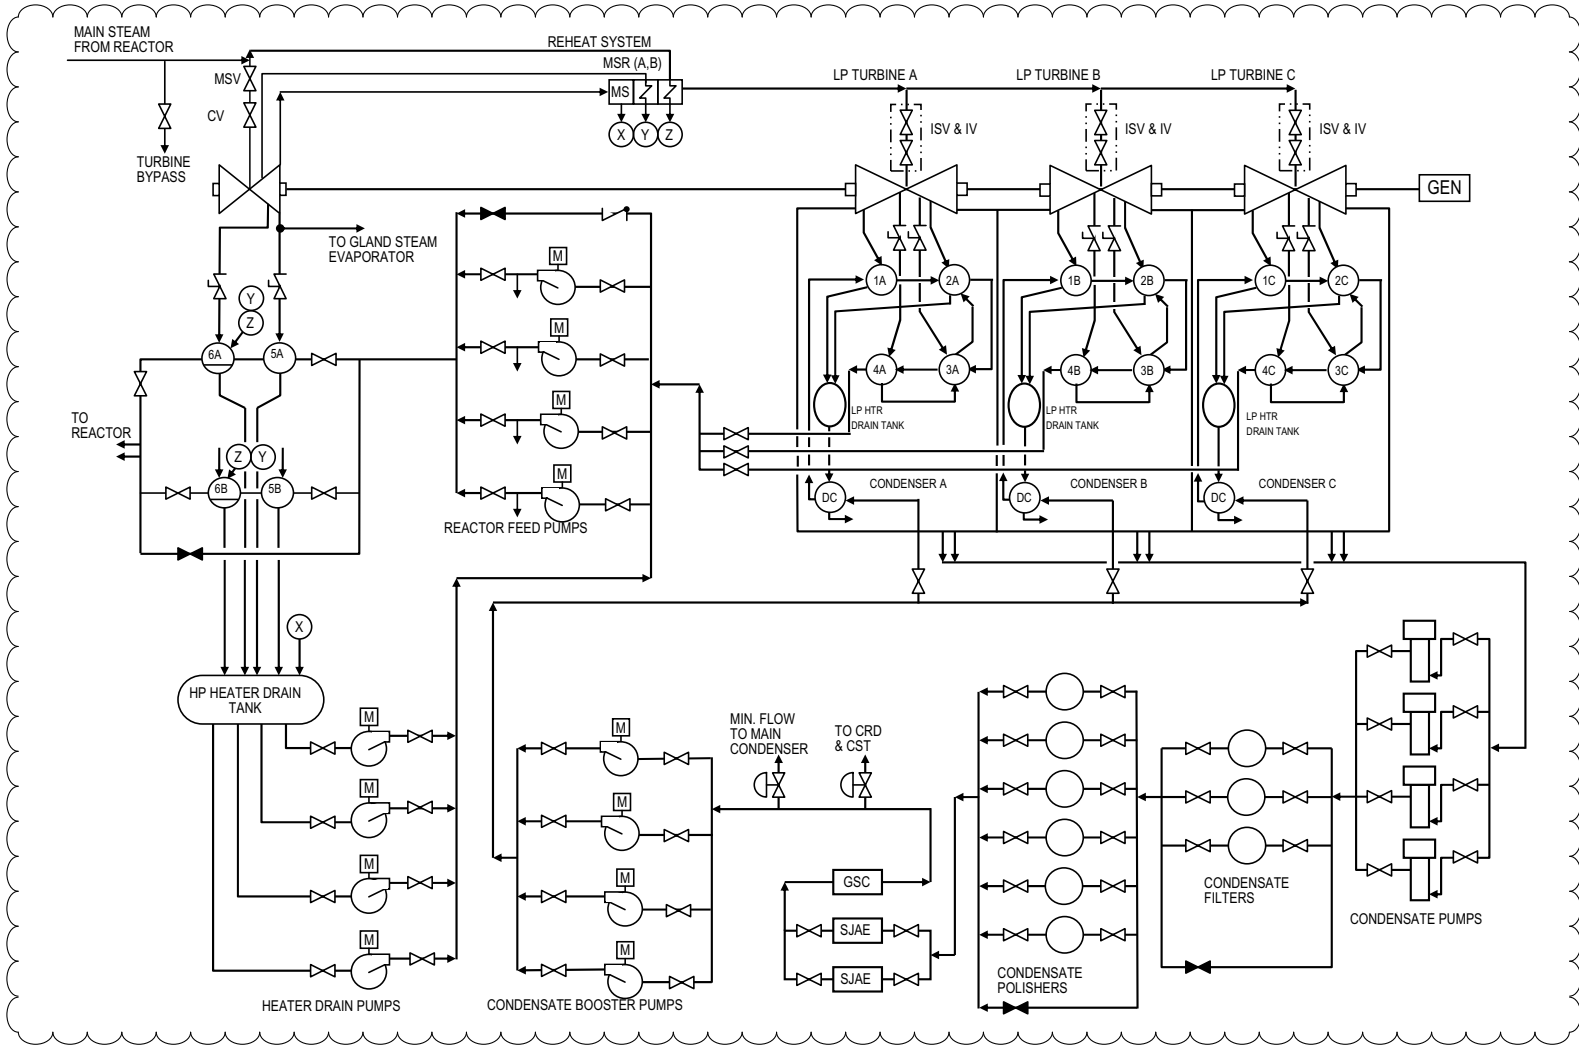 MAIN STEAM
FROM REACTOR
REHEAT SYSTEM
MSR (A,B)
MSV
CV
MS
X
Y
Z
LP TURBINE A
LP TURBINE B
LP TURBINE C
ISV & IV
ISV & IV
ISV & IV
TURBINE
BYPASS
GEN
TO GLAND STEAM
EVAPORATOR
M
M
M
M
REACTOR FEED PUMPS
Y
Z
6A
5A
TO
REACTOR
Z
Y
6B
5B
1A
2A
4A
3A
LP HTR
DRAIN TANK
DC
CONDENSER A
1B
2B
4B
3B
LP HTR
DRAIN TANK
DC
CONDENSER B
1C
2C
4C
3C
LP HTR
DRAIN TANK
DC
CONDENSER C
X
HP HEATER DRAIN
TANK
M
M
M
M
HEATER DRAIN PUMPS
M
M
M
M
CONDENSATE BOOSTER PUMPS
MIN. FLOW
TO MAIN
CONDENSER
TO CRD
& CST
GSC
SJAE
SJAE
CONDENSATE
POLISHERS
CONDENSATE
FILTERS
CONDENSATE PUMPS